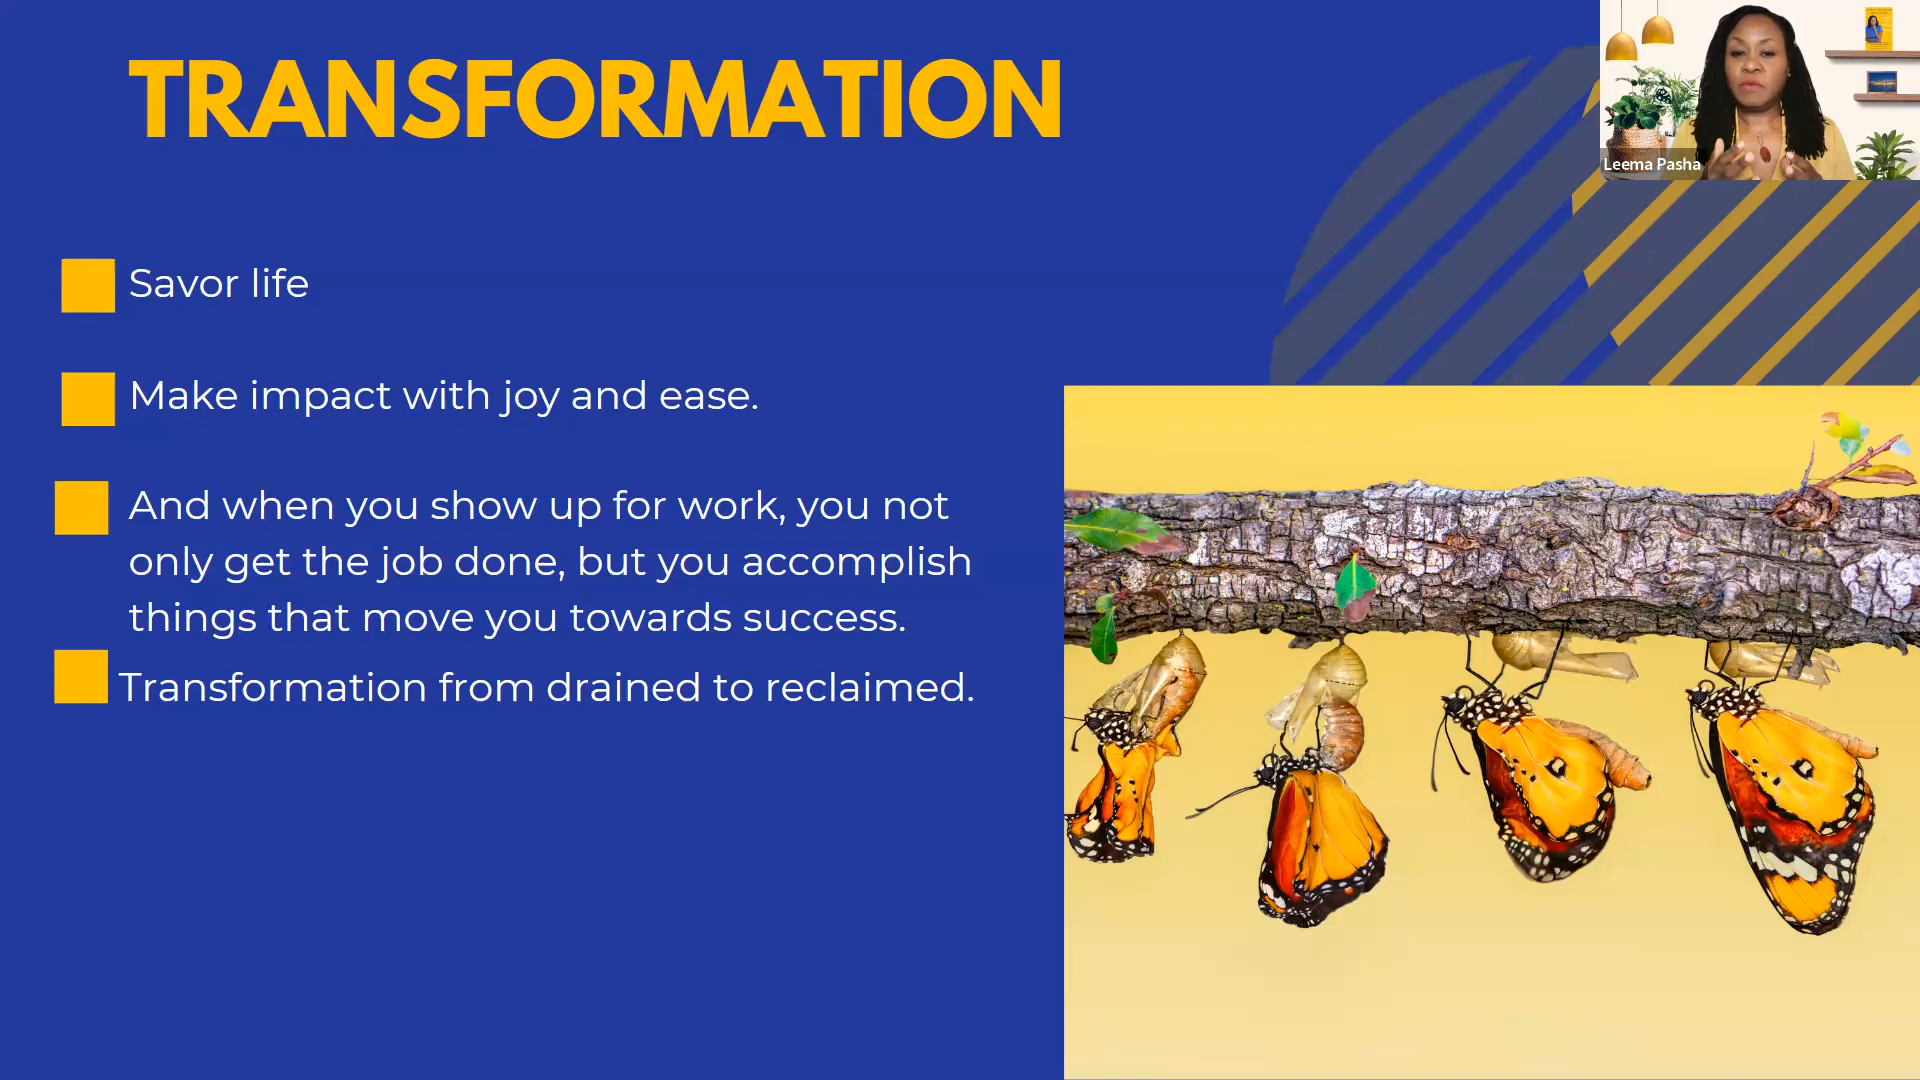 TRANSFORMATION
Leema Pasha
Savor life
Make impact with joy and ease.
And when you show up for work, you not
only get the job done, but you accomplish
things that move you towards success.
Transformation from drained to reclaimed.